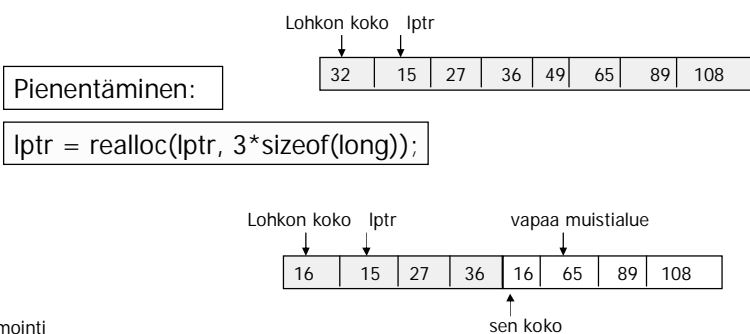 Lohkon koko lptr
32 15 27 36 49 65 89 108
Pienentäminen:
lptr = realloc(lptr, 3*sizeof(long));
Lohkon koko lptr vapaa muistialue
16 15 27 36 16 65 89 108
sen koko
mointi